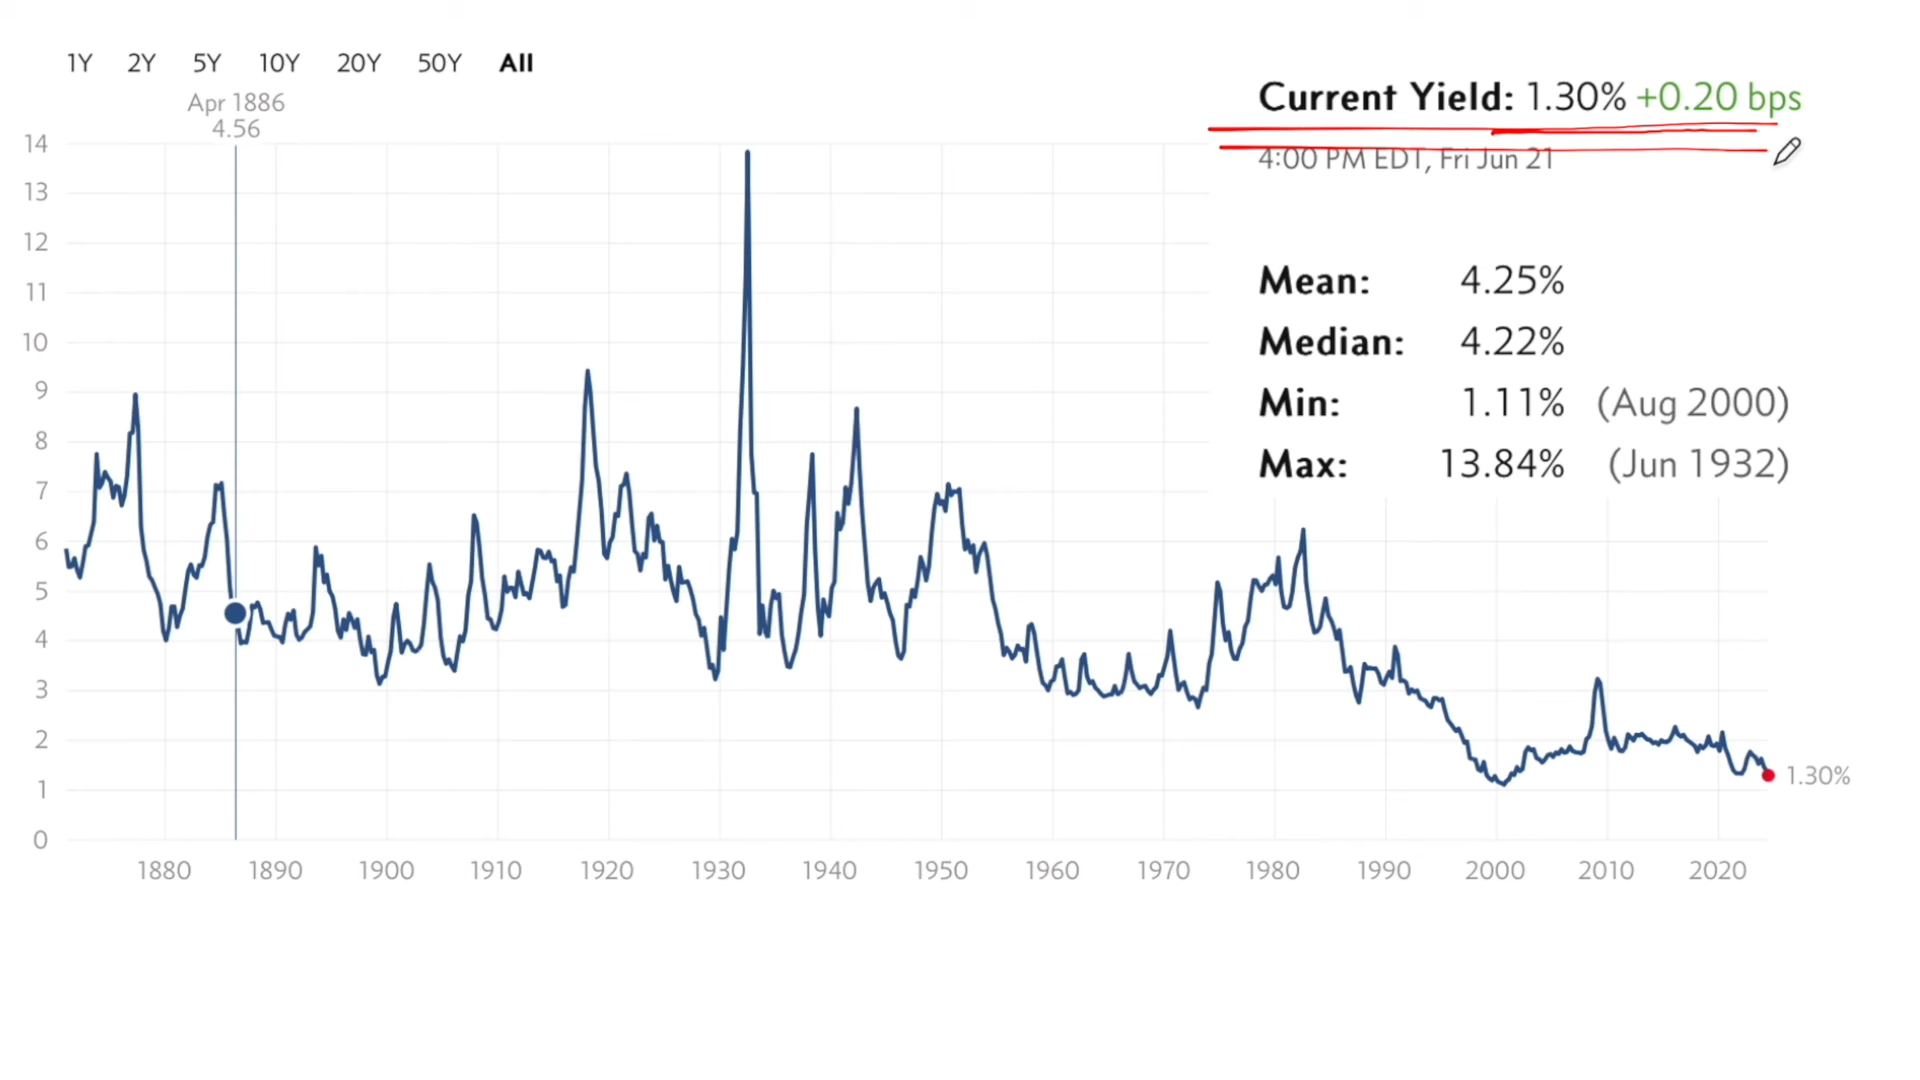 1Y 2Y 5Y 10Y 20Y 50Y All
Apr 1886
4.56
Current Yield: 1.30% +0.20 bps
4:00 PM EDT, Fri Jun 21
Mean: 4.25%
Median: 4.22%
Min: 1.11% (Aug 2000)
Max: 13.84% (Jun 1932)
14
13
12
11
10
9
8
7
6
5
4
3
2
1
0
1.30%
1880 1890 1900 1910 1920 1930 1940 1950 1960 1970 1980 1990 2000 2010 2020